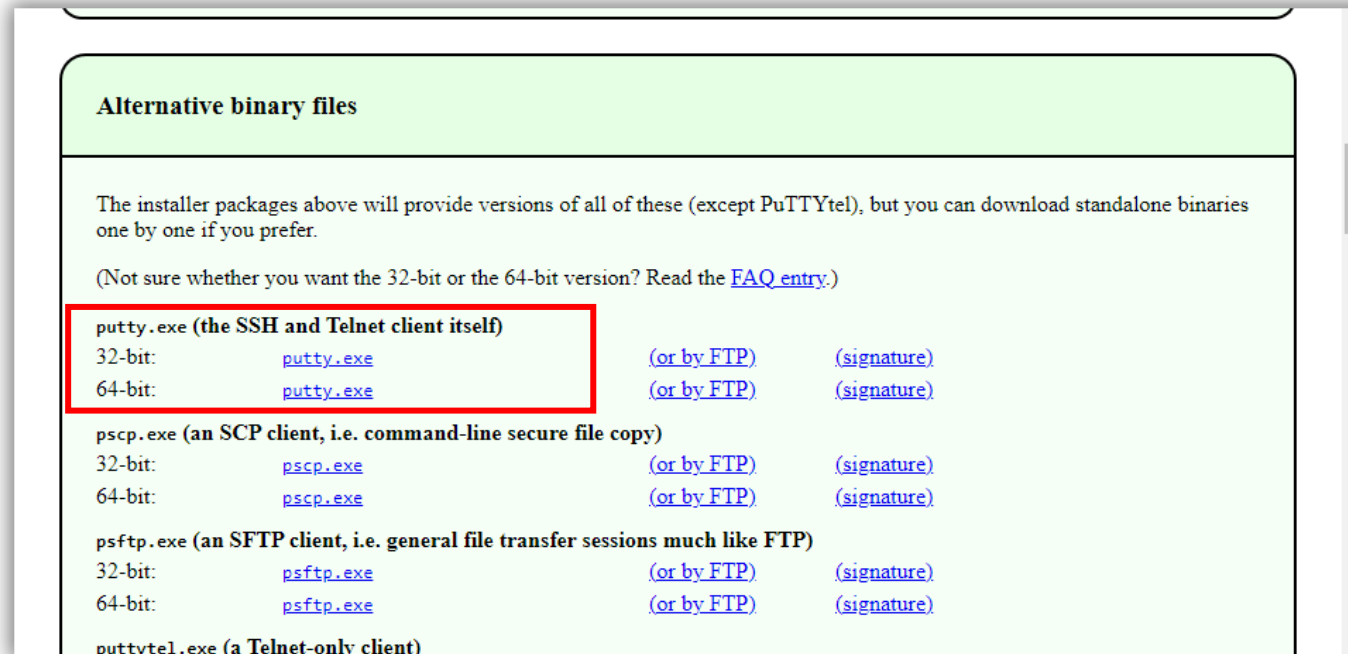 Alternative binary files
The installer packages above will provide versions of all of these (except PuTTYtel), but you can download standalone binaries
one by one if you prefer.
(Not sure whether you want the 32-bit or the 64-bit version? Read the FAQ entry.)
putty.exe (the SSH and Telnet client itself)
32-bit: putty.exe (or by FTP) (signature)
64-bit: putty.exe (or by FTP) (signature)
pscp.exe (an SCP client, i.e. command-line secure file copy)
32-bit: pscp.exe (or by FTP) (signature)
64-bit: pscp.exe (or by FTP) (signature)
psftp.exe (an SFTP client, i.e. general file transfer sessions much like FTP)
32-bit: psftp.exe (or by FTP) (signature)
64-bit: psftp.exe (or by FTP) (signature)
puttytel.exe (a Telnet-only client)